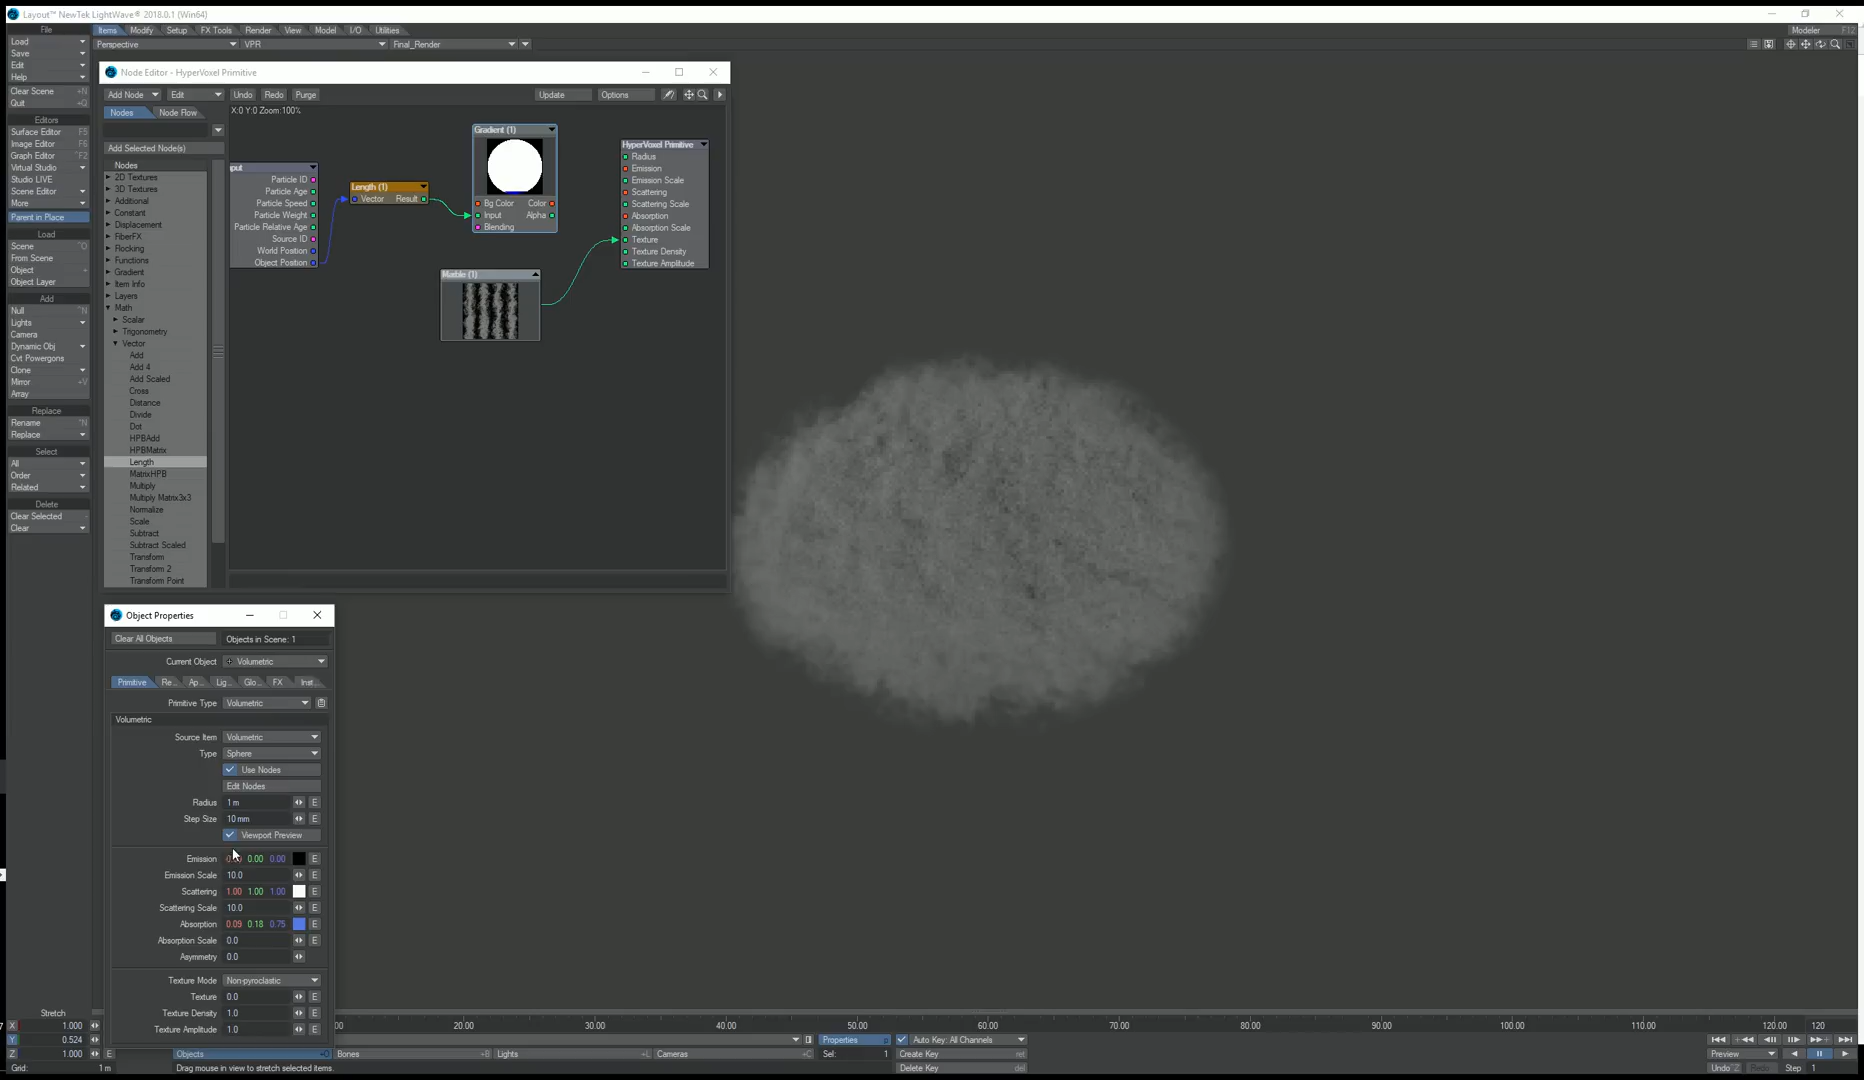 Layout™ NewTek LightWave® 2018.0.1 (Win64)
File
Items Modify Setup FX Tools Render View Model I/O Utilities
Modeler F12
Load
Perspective VPR Final_Render
Save
Edit
Help
Clear Scene +N
Quit +Q
Editors
Surface Editor F5
Image Editor F6
Graph Editor ^F2
Virtual Studio
Studio LIVE
Scene Editor
More
Parent in Place
Load
Scene ^O
From Scene
Object +
Object Layer
Add
Null ^N
Lights
Camera
Dynamic Obj
Cvt Powergons
Clone
Mirror +V
Array
Replace
Rename ^N
Replace
Select
All
Order
Related
Delete
Clear Selected -
Clear
Node Editor - HyperVoxel Primitive
Add Node Edit Undo Redo Purge Update Options
Nodes Node Flow
X:0 Y:0 Zoom:100%
Add Selected Node(s)
Nodes
2D Textures
3D Textures
Additional
Constant
Displacement
FiberFX
Flocking
Functions
Gradient
Item Info
Layers
Math
Scalar
Trigonometry
Vector
Add
Add 4
Add Scaled
Cross
Distance
Divide
Dot
HPBAdd
HPBMatrix
Length
MatrixHPB
Multiply
Multiply Matrix3x3
Normalize
Scale
Subtract
Subtract Scaled
Transform
Transform 2
Transform Point
put
Particle ID
Particle Age
Particle Speed
Particle Weight
Particle Relative Age
Source ID
World Position
Object Position
Length (1)
Vector Result
Gradient (1)
Bg Color Color
Input Alpha
Blending
Marble (1)
HyperVoxel Primitive
Radius
Emission
Emission Scale
Scattering
Scattering Scale
Absorption
Absorption Scale
Texture
Texture Density
Texture Amplitude
Object Properties
Clear All Objects Objects in Scene: 1
Current Object Volumetric
Primitive Re... Ap... Lig... Glo... FX Inst...
Primitive Type Volumetric
Volumetric
Source Item Volumetric
Type Sphere
Use Nodes
Edit Nodes
Radius 1 m E
Step Size 10 mm E
Viewport Preview
Emission 0.00 0.00 E
Emission Scale 10.0 E
Scattering 1.00 1.00 1.00 E
Scattering Scale 10.0 E
Absorption 0.09 0.18 0.75 E
Absorption Scale 0.0 E
Asymmetry 0.0
Texture Mode Non-pyroclastic
Texture 0.0 E
Texture Density 1.0 E
Texture Amplitude 1.0 E
Stretch
X 1.000
Y 0.524
Z 1.000 E
Grid: 1 m
00 20.00 30.00 40.00 50.00 60.00 70.00 80.00 90.00 100.00 110.00 120.00 120
Properties p Auto Key: All Channels
Objects +O Bones +B Lights +L Cameras +C Sel: 1 Create Key ret Preview
Drag mouse in view to stretch selected items. Delete Key del Undo ^Z Redo Step 1